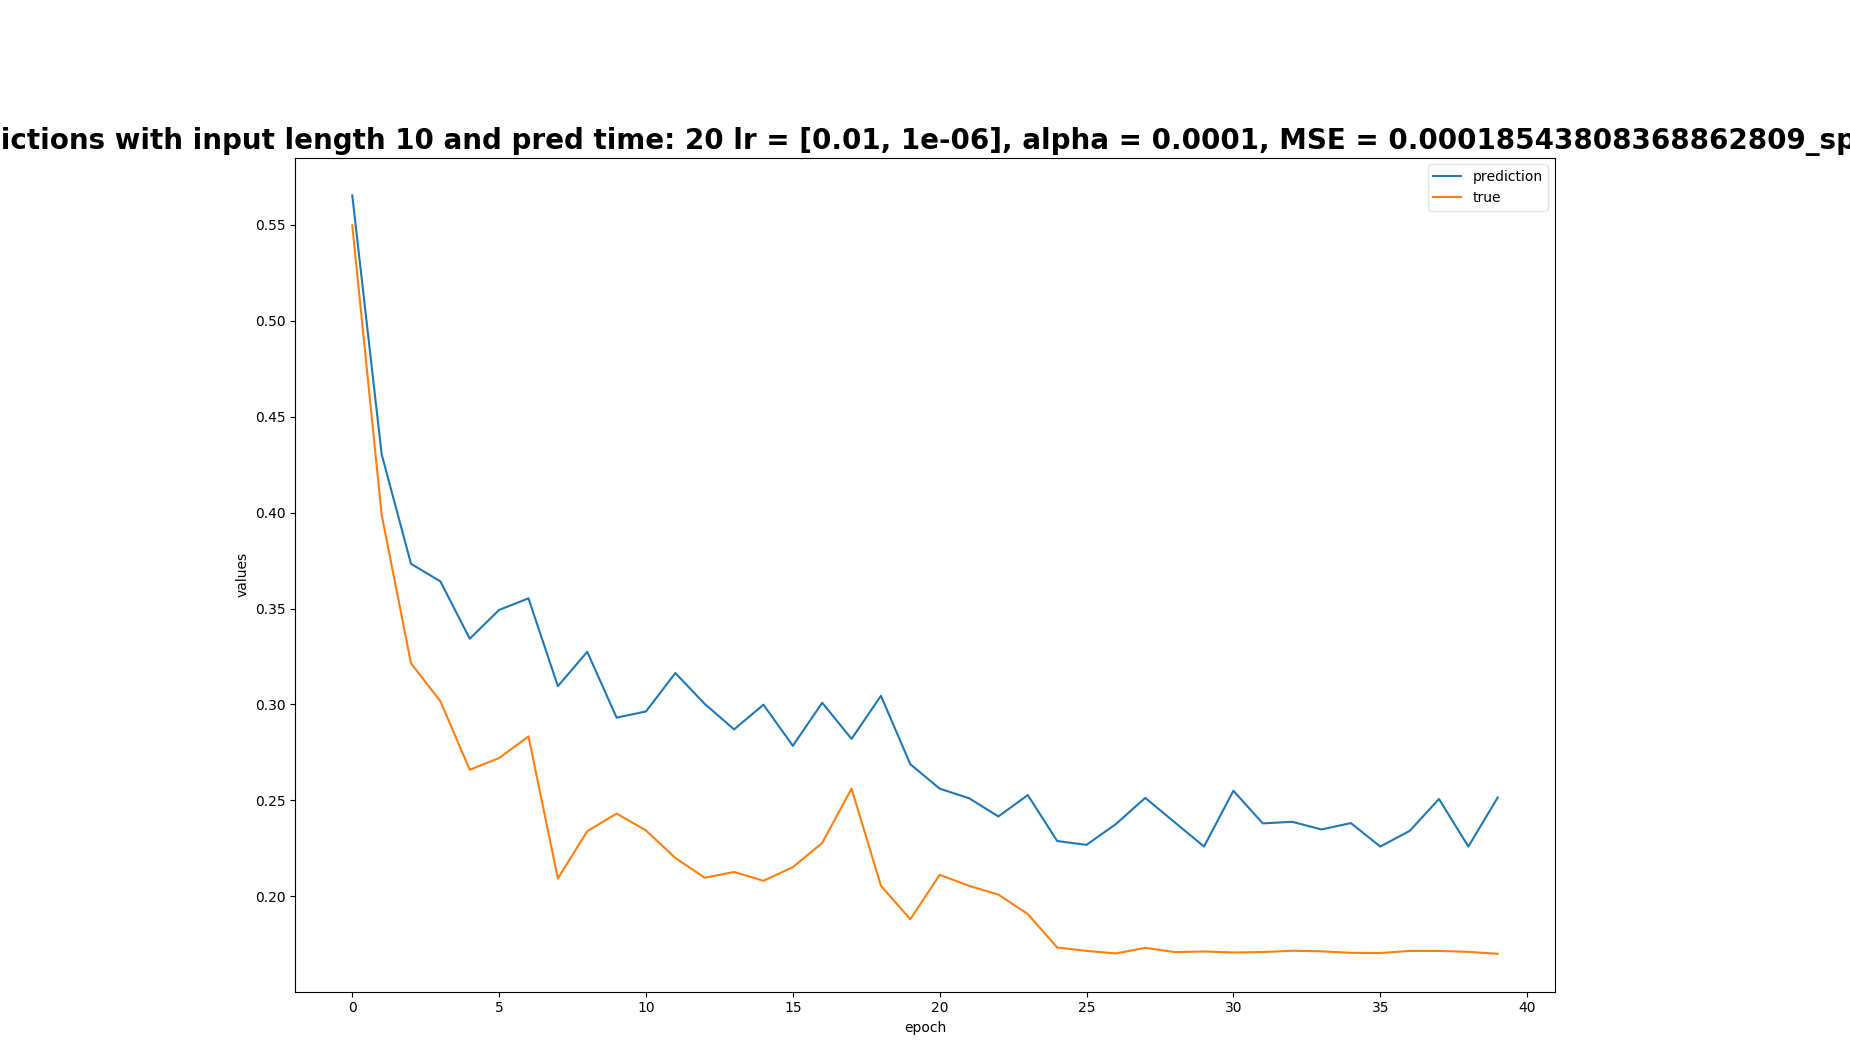 ictions with input length 10 and pred time: 20 lr = [0.01, 1e-06], alpha = 0.0001, MSE = 0.00018543808368862809_sp
prediction
true
0.55
0.50
0.45
0.40
0.35
0.30
0.25
0.20
values
0 5 10 15 20 25 30 35 40
epoch